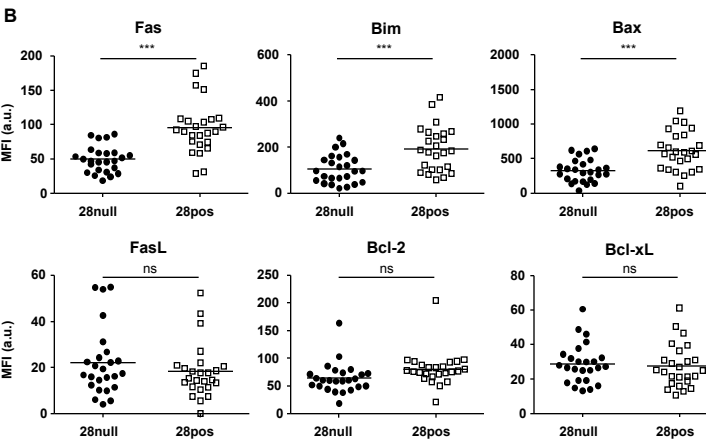 B
Fas
Bim
Bax
***
***
***
MFI (a.u.)
200
150
100
50
0
600
400
200
0
2000
1500
1000
500
0
28null
28pos
28null
28pos
28null
28pos
FasL
Bcl-2
Bcl-xL
ns
ns
ns
MFI (a.u.)
60
40
20
0
250
200
150
100
50
0
80
60
40
20
0
28null
28pos
28null
28pos
28null
28pos